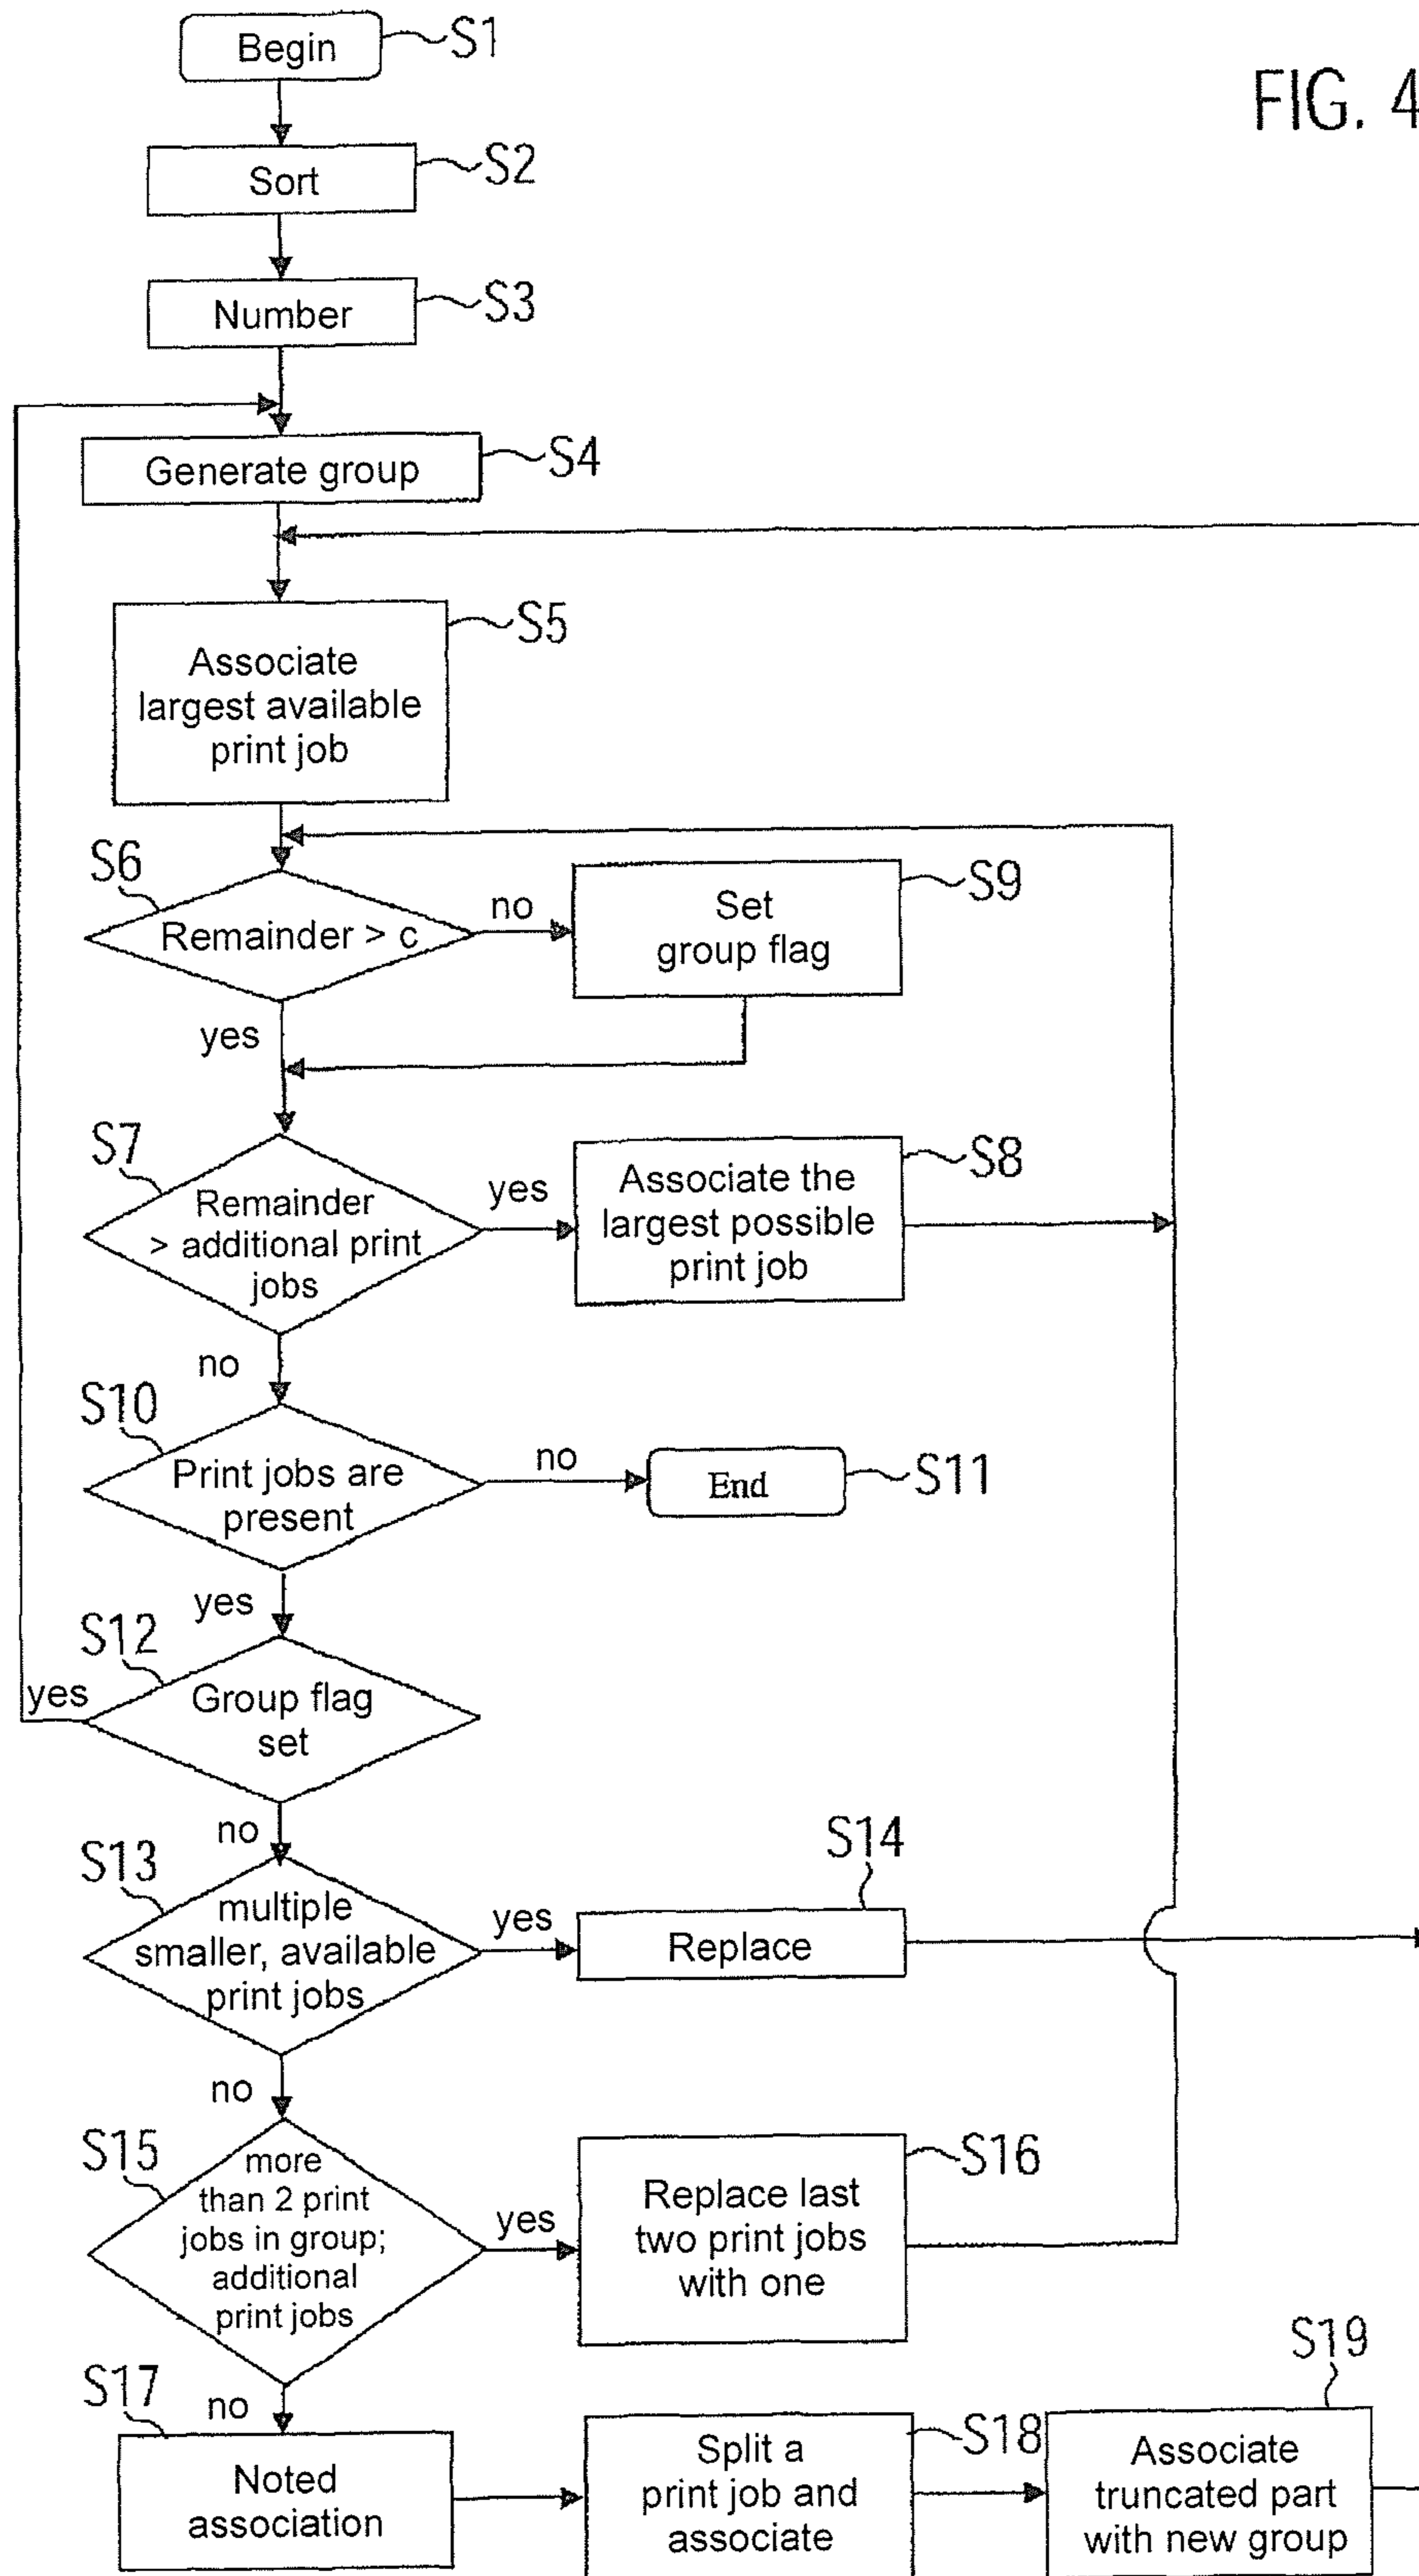 FIG. 4
Begin
S1
Sort
S2
Number
S3
Generate group
S4
Associate
largest available
print job
S5
S6
Remainder > c
no
Set
group flag
S9
yes
S7
Remainder
> additional print
jobs
yes
Associate the
largest possible
print job
S8
no
S10
Print jobs are
present
no
End
S11
yes
S12
Group flag
set
yes
no
S13
multiple
smaller, available
print jobs
yes
Replace
S14
no
S15
more
than 2 print
jobs in group;
additional
print jobs
yes
Replace last
two print jobs
with one
S16
no
S17
Noted
association
Split a
print job and
associate
S18
Associate
truncated part
with new group
S19